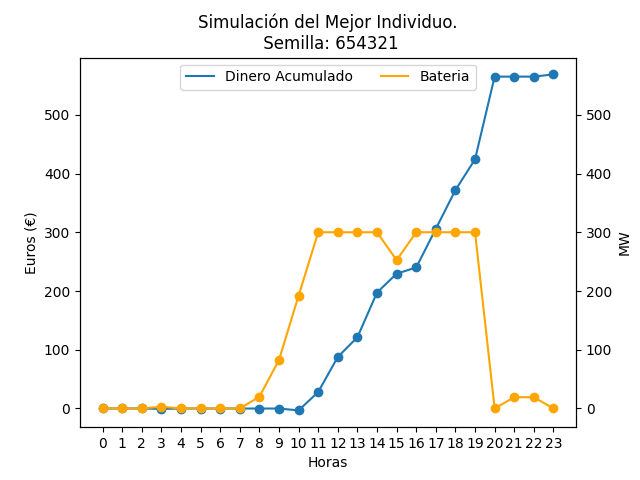 Simulación del Mejor Individuo.
Semilla: 654321
Dinero Acumulado
Bateria
Euros (€)
500
400
300
200
100
0
500
400
300
200
100
0
MW
0 1 2 3 4 5 6 7 8 9 10 11 12 13 14 15 16 17 18 19 20 21 22 23
Horas